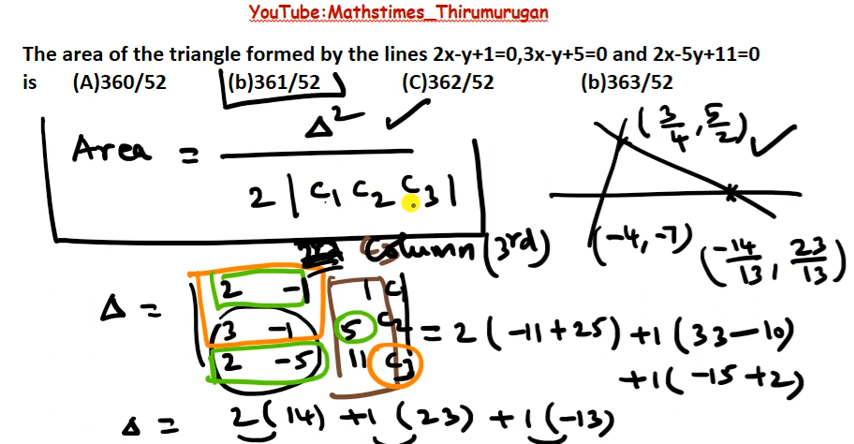 YouTube:Mathstimes_Thirumurugan
The area of the triangle formed by the lines 2x-y+1=0,3x-y+5=0 and 2x-5y+11=0
is (A)360/52 (b)361/52 (C)362/52 (b)363/52
Area = Δ² / 2|C₁ C₂ C₃|
(3/4, 5/2)
(-4, -7) (-14/13, 23/13)
Column (3rd)
Δ = | 2 -1 1 | C₁
3 -1 5 C₂ = 2(-11+25) +1(33-10)
2 -5 11 C₃ +1(-15+2)
Δ = 2(14) +1(23) +1(-13)